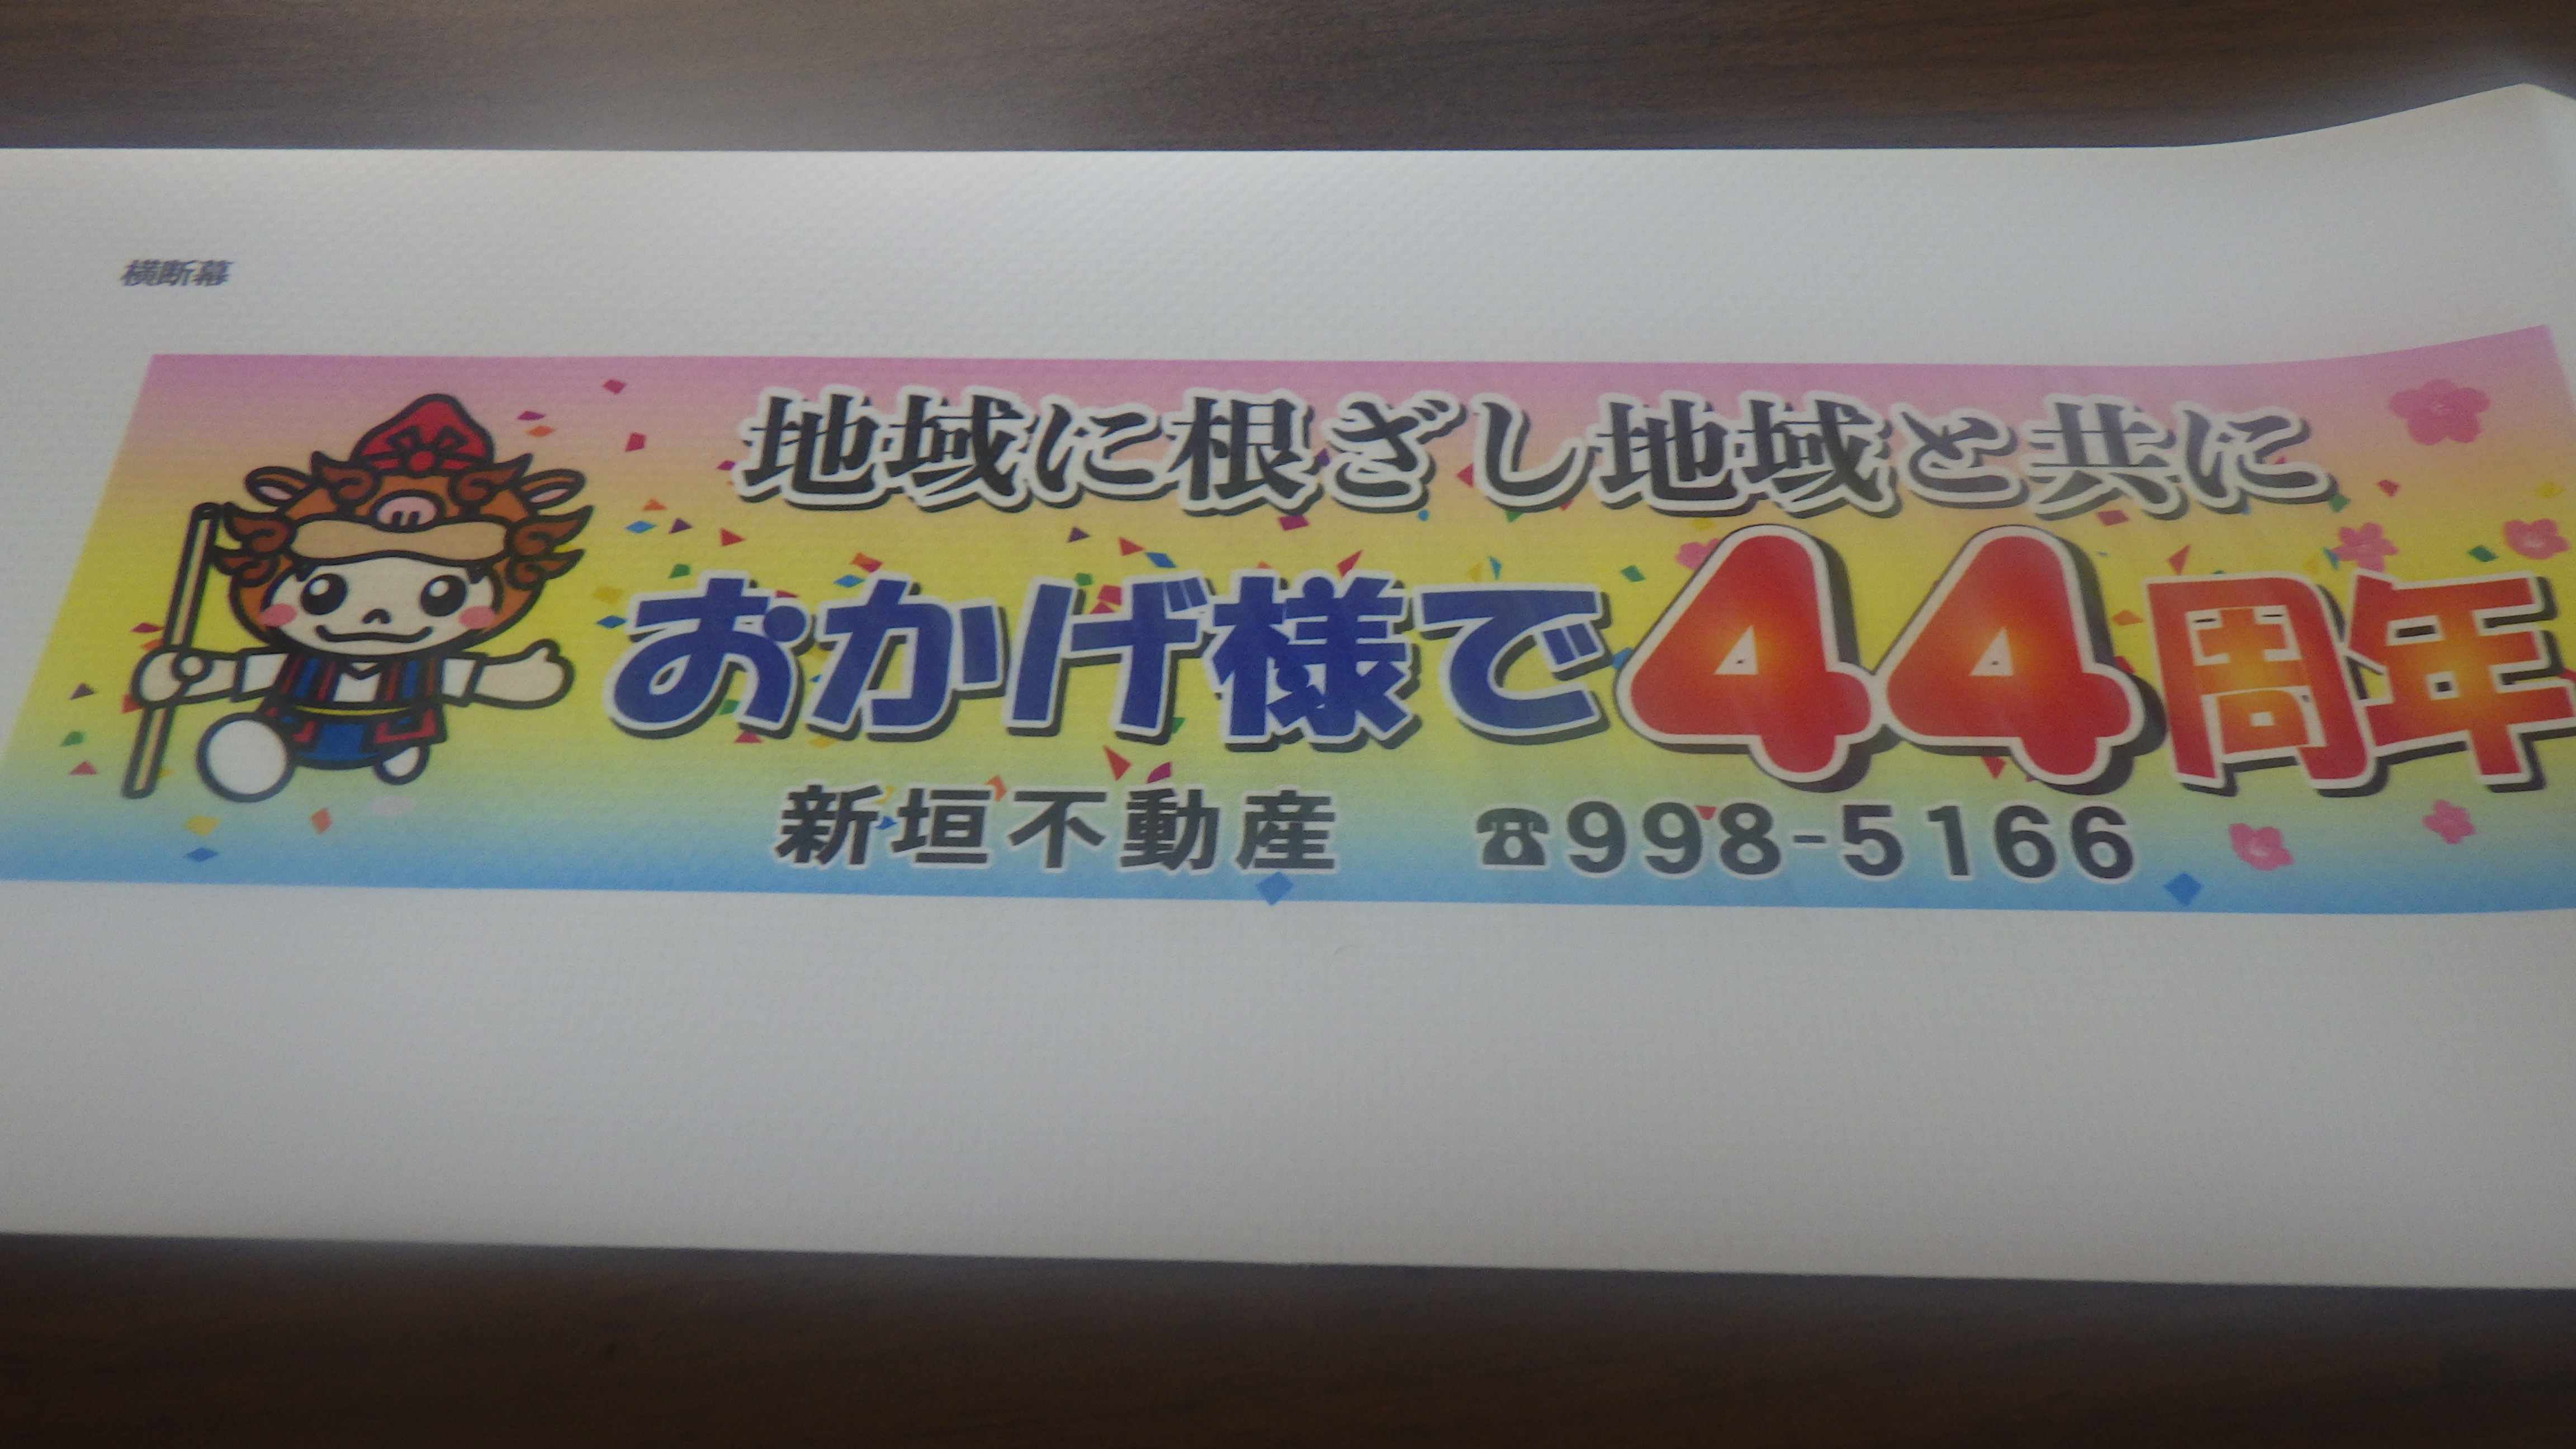 横断幕
地域に根ざし地域と共に
おかげ様で44周年
新垣不動産 ☎998-5166